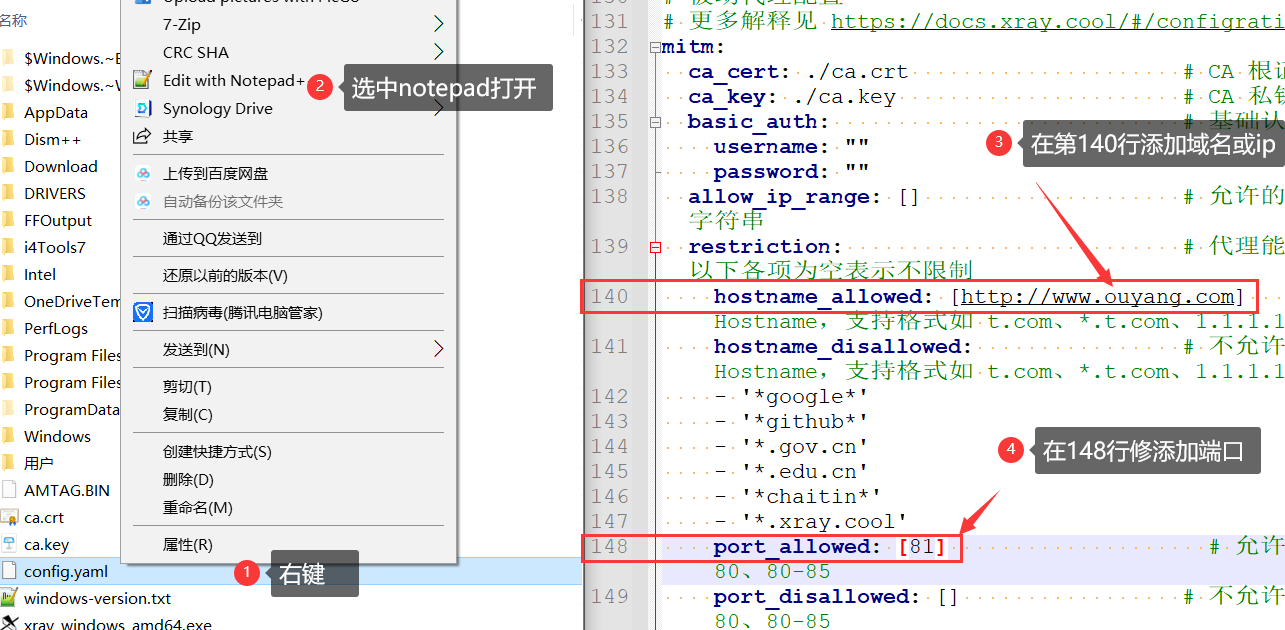 名称
$Windows.~
$Windows.~
AppData
Dism++
Download
DRIVERS
FFOutput
i4Tools7
Intel
OneDriveTem
PerfLogs
Program Files
Program Files
ProgramData
Windows
用户
AMTAG.BIN
ca.crt
ca.key
config.yaml
windows-version.txt
xray_windows_amd64.exe
7-Zip
CRC SHA
Edit with Notepad+
Synology Drive
共享
上传到百度网盘
自动备份该文件夹
通过QQ发送到
还原以前的版本(V)
扫描病毒(腾讯电脑管家)
发送到(N)
剪切(T)
复制(C)
创建快捷方式(S)
删除(D)
重命名(M)
属性(R)
1 右键
2 选中notepad打开
131 # 更多解释见 https://docs.xray.cool/#/configrati
132 mitm:
133 ca_cert: ./ca.crt # CA 根证
134 ca_key: ./ca.key # CA 私钥
135 basic_auth: # 基础认
136 username: ""
137 password: ""
138 allow_ip_range: [] # 允许的
字符串
139 restriction: # 代理能
以下各项为空表示不限制
140 hostname_allowed: [http://www.ouyang.com]
Hostname, 支持格式如 t.com、*.t.com、1.1.1.1
141 hostname_disallowed: # 不允许
Hostname, 支持格式如 t.com、*.t.com、1.1.1.1
142 - '*google*'
143 - '*github*'
144 - '*.gov.cn'
145 - '*.edu.cn'
146 - '*chaitin*'
147 - '*.xray.cool'
148 port_allowed: [81] # 允许
80、80-85
149 port_disallowed: [] # 不允许
80、80-85
3 在第140行添加域名或ip
4 在148行修添加端口